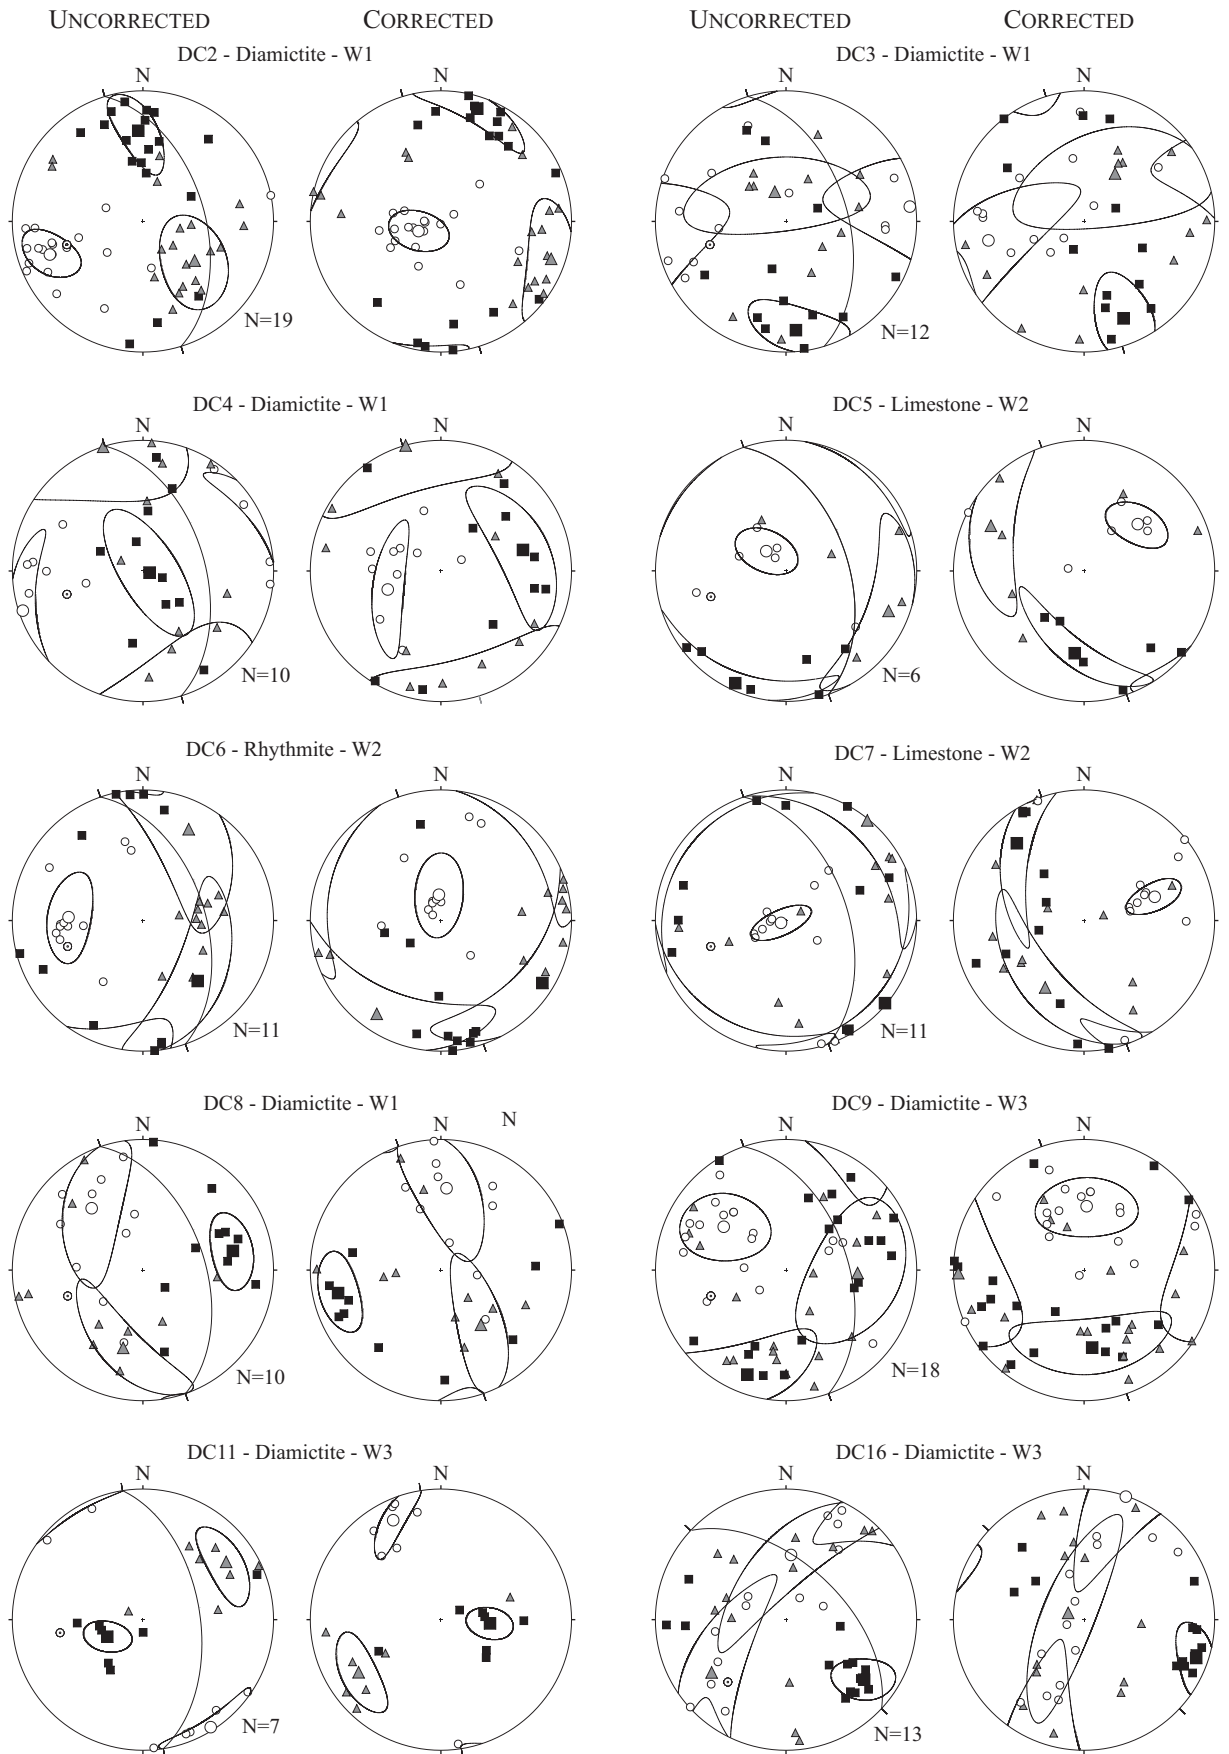 UNCORRECTED CORRECTED UNCORRECTED CORRECTED
DC2 - Diamictite - W1 DC3 - Diamictite - W1
N N N N
N=19 N=12
DC4 - Diamictite - W1 DC5 - Limestone - W2
N N N N
N=10 N=6
DC6 - Rhythmite - W2 DC7 - Limestone - W2
N N N N
N=11 N=11
DC8 - Diamictite - W1 N DC9 - Diamictite - W3
N N N N
N=10 N=18
DC11 - Diamictite - W3 DC16 - Diamictite - W3
N N N N
N=7 N=13